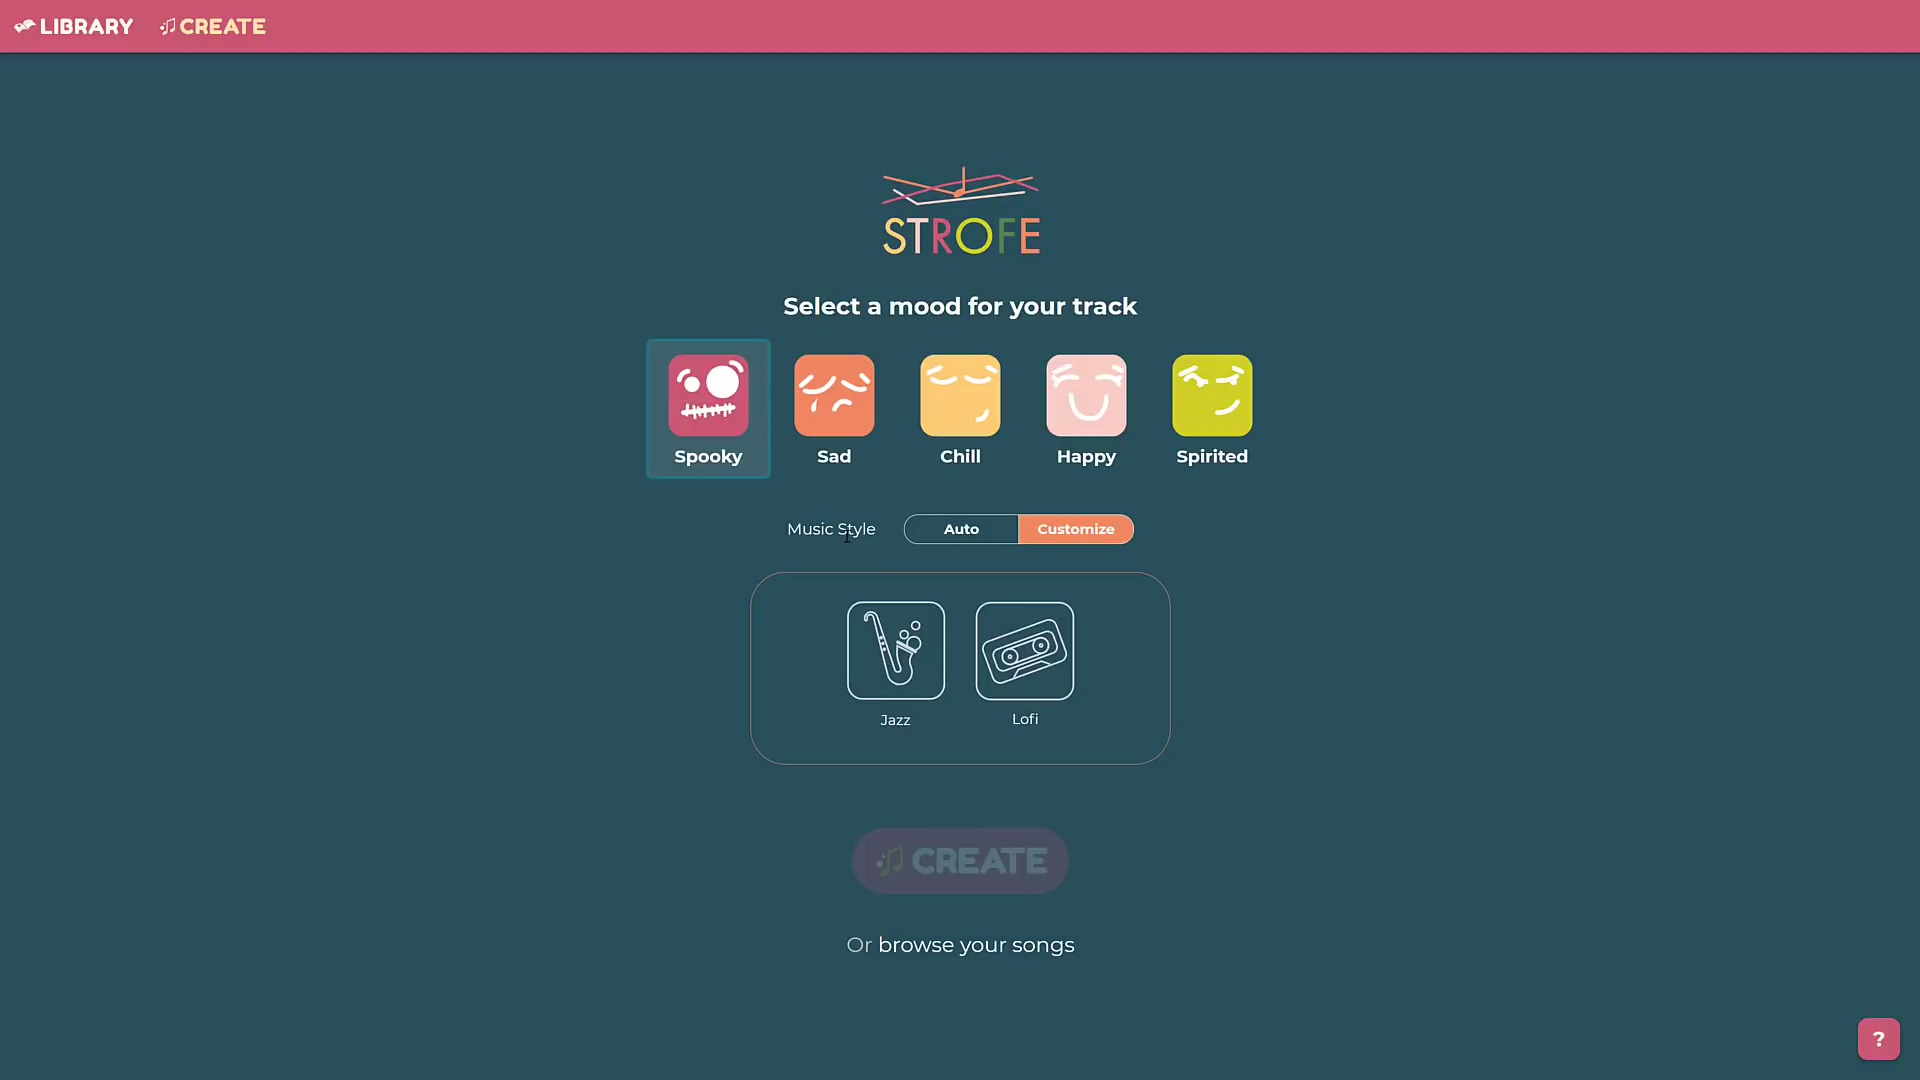 LIBRARY CREATE
STROFE
Select a mood for your track
Spooky Sad Chill Happy Spirited
Music Style Auto Customize
Jazz Lofi
CREATE
Or browse your songs
?